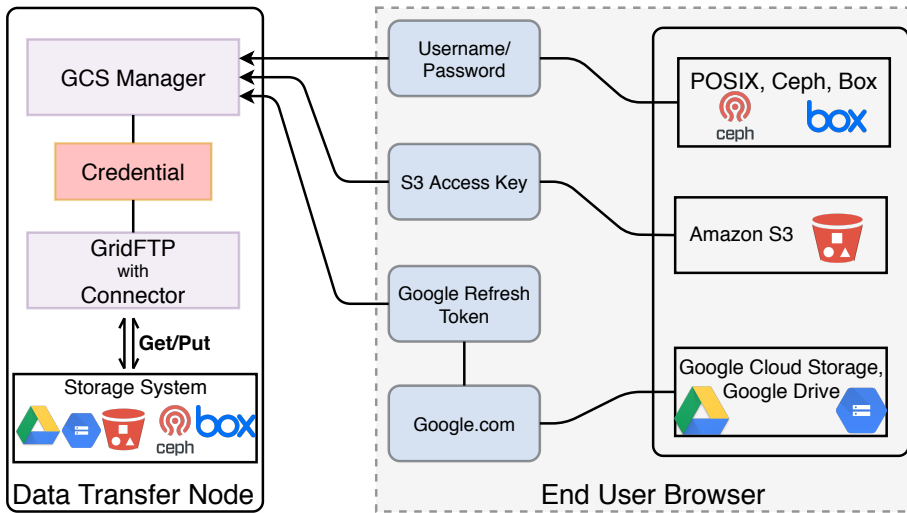 GCS Manager
Credential
GridFTP
with
Connector
Get/Put
Storage System
ceph
box
Data Transfer Node
Username/
Password
S3 Access Key
Google Refresh
Token
Google.com
POSIX, Ceph, Box
ceph
box
Amazon S3
Google Cloud Storage,
Google Drive
End User Browser